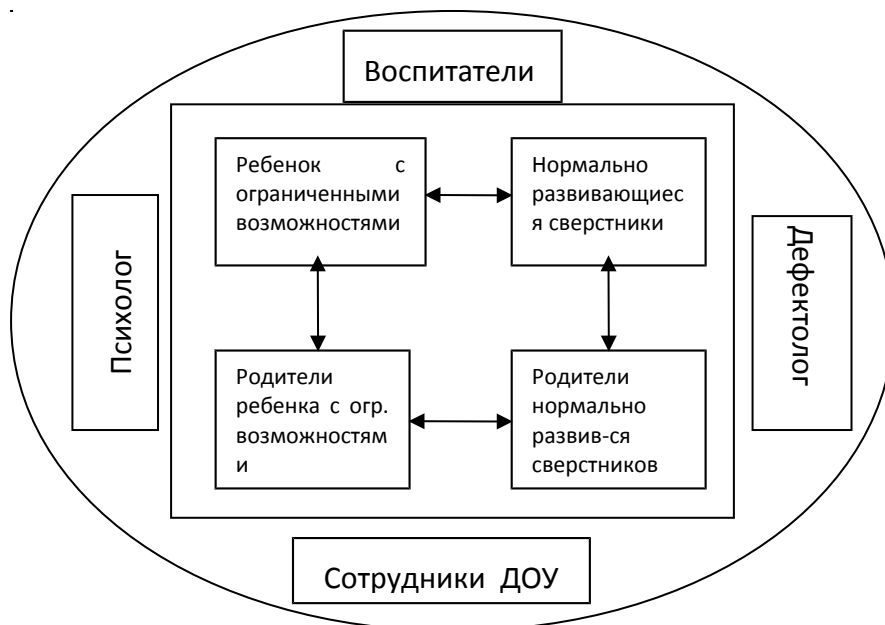 Воспитатели
Психолог
Ребенок с
ограниченными
возможностями
Нормально
развивающиес
я сверстники
Дефектолог
Родители
ребенка с огр.
возможностям
и
Родители
нормально
развив-ся
сверстников
Сотрудники ДОУ